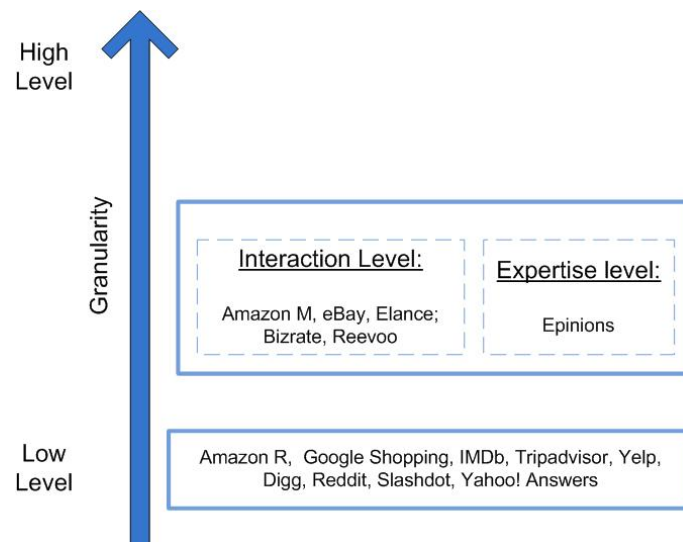 High
Level
Granularity
Interaction Level:
Amazon M, eBay, Elance;
Bizrate, Reevoo
Expertise level:
Epinions
Low
Level
Amazon R, Google Shopping, IMDb, Tripadvisor, Yelp,
Digg, Reddit, Slashdot, Yahoo! Answers